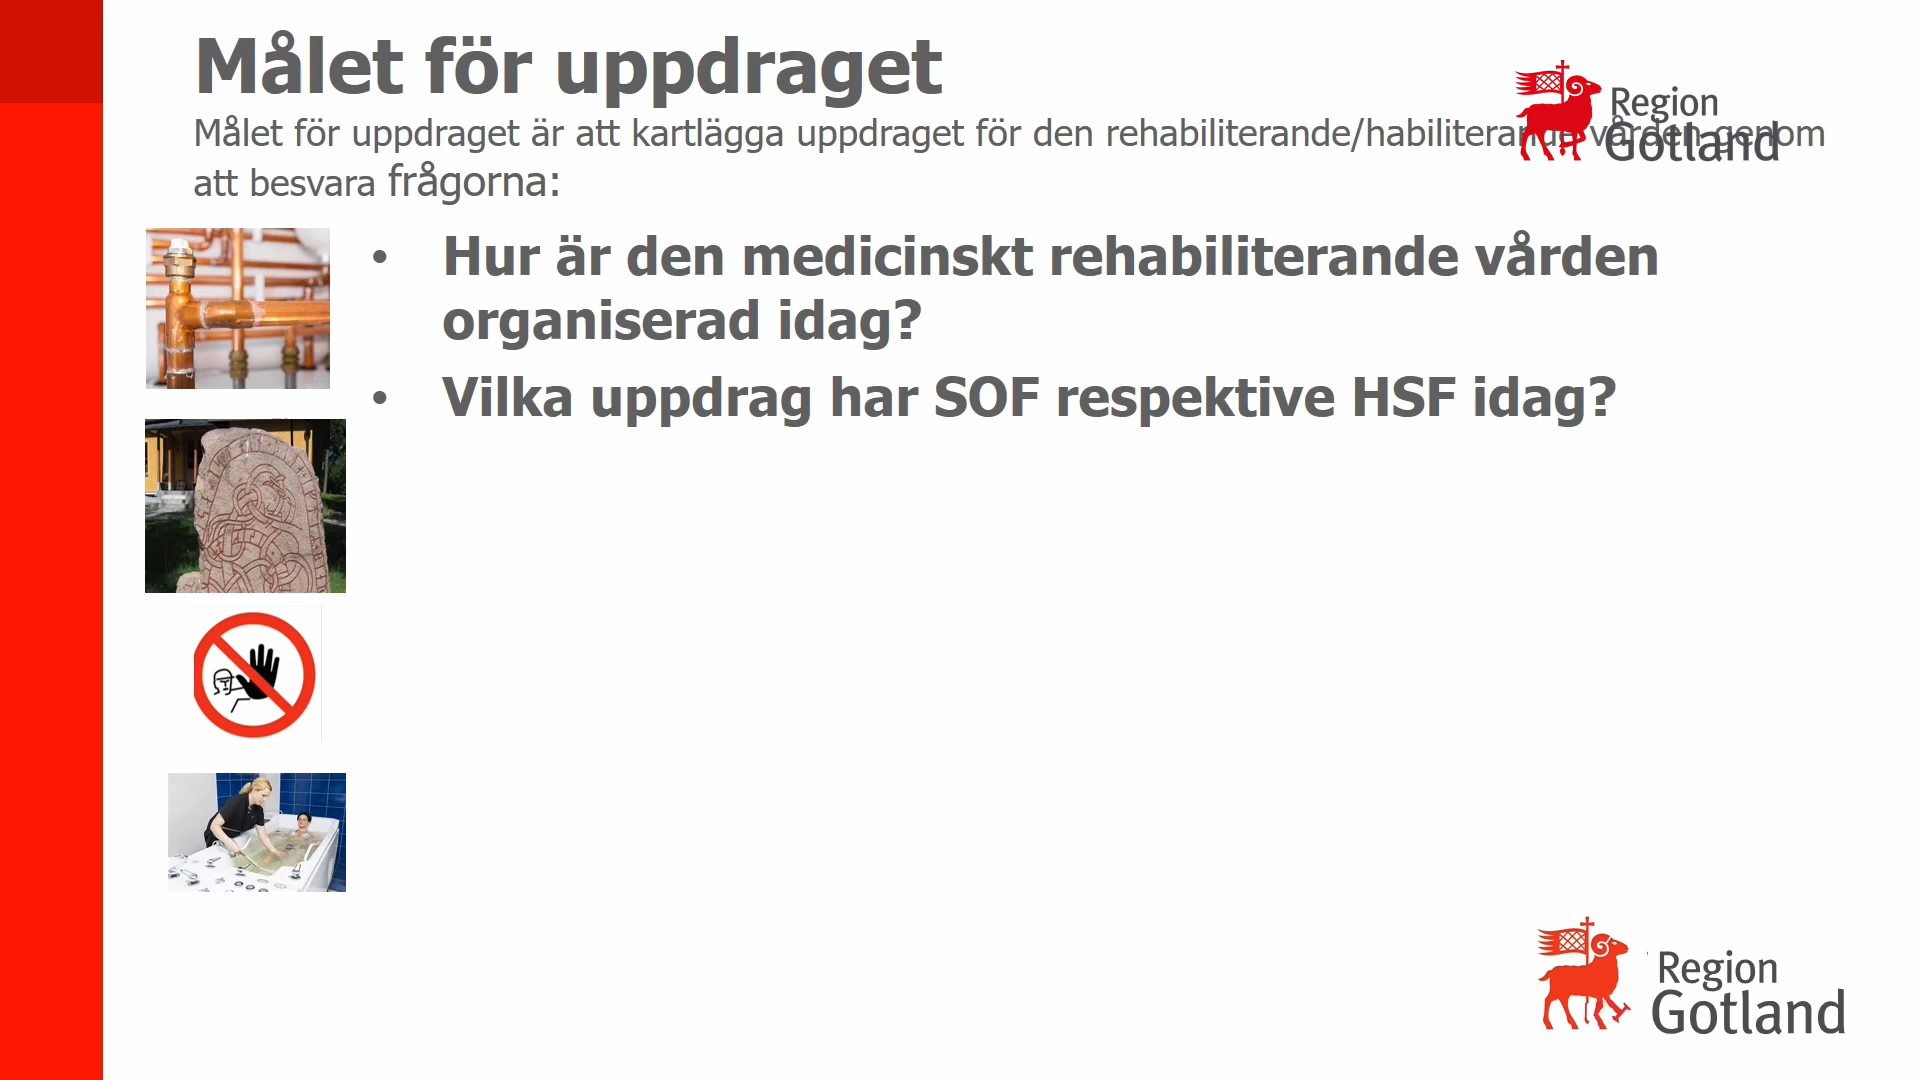 Målet för uppdraget
Målet för uppdraget är att kartlägga uppdraget för den rehabiliterande/habiliterande vården genom
att besvara frågorna:
Region
Gotland
• Hur är den medicinskt rehabiliterande vården
organiserad idag?
• Vilka uppdrag har SOF respektive HSF idag?
Region
Gotland